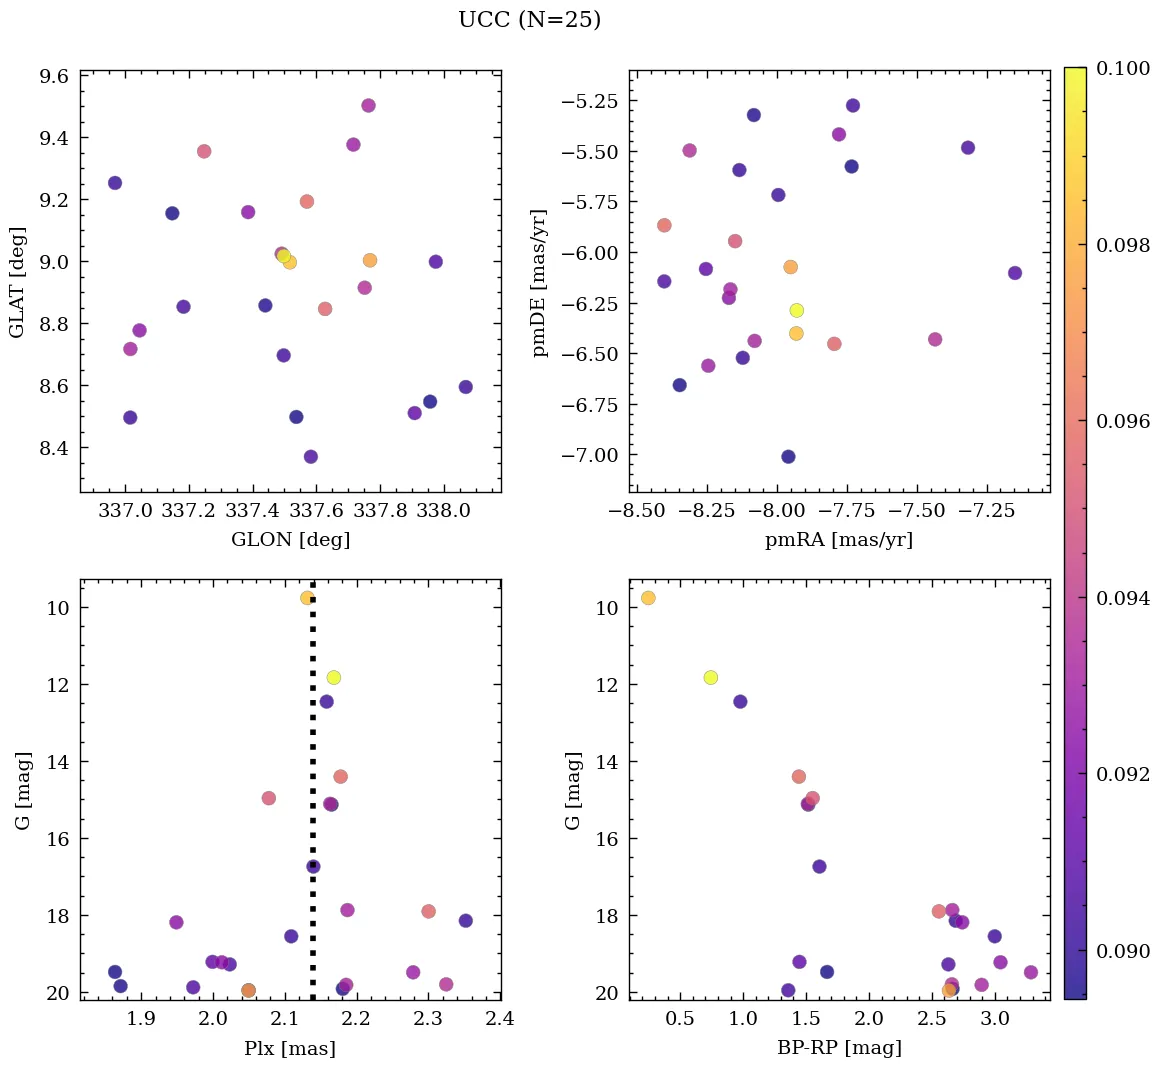 UCC (N=25)
9.6
9.4
9.2
9.0
8.8
8.6
8.4
GLAT [deg]
337.0 337.2 337.4 337.6 337.8 338.0
GLON [deg]
−5.25
−5.50
−5.75
−6.00
−6.25
−6.50
−6.75
−7.00
pmDE [mas/yr]
−8.50 −8.25 −8.00 −7.75 −7.50 −7.25
pmRA [mas/yr]
10
12
14
16
18
20
G [mag]
1.9 2.0 2.1 2.2 2.3 2.4
Plx [mas]
10
12
14
16
18
20
G [mag]
0.5 1.0 1.5 2.0 2.5 3.0
BP-RP [mag]
0.100
0.098
0.096
0.094
0.092
0.090